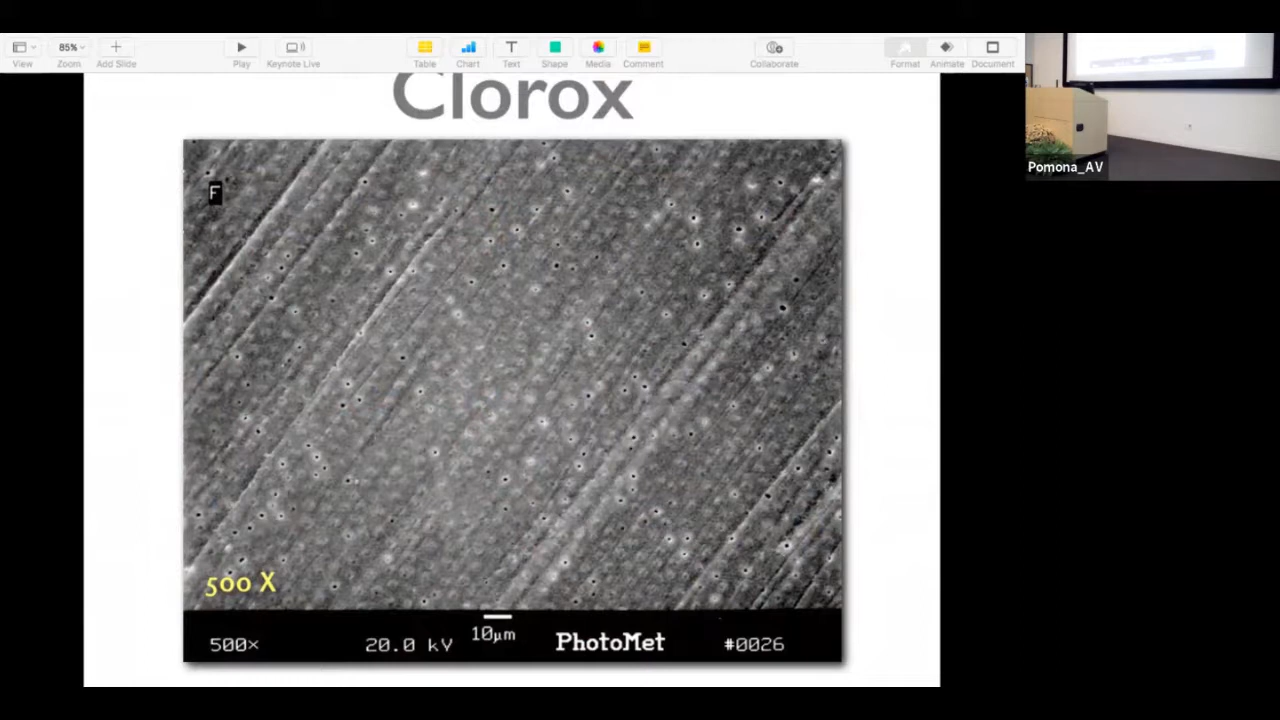 85%
View Zoom Add Slide Play Keynote Live Table Chart Text Shape Media Comment Collaborate Format Animate Document
T
Clorox
F
Pomona_AV
500 X
500× 20.0 kV 10µm PhotoMet #0026